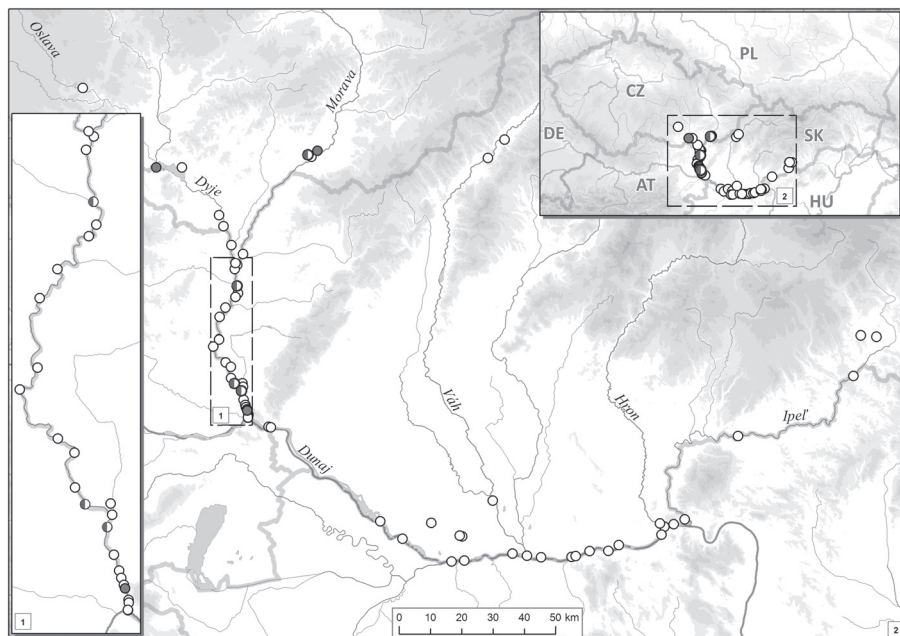 Oslava
Morava
PL
CZ
DE
SK
AT
HU
2
Dyje
1
Váh
Hron
Ipeľ
Dunaj
0 10 20 30 40 50 km
1
2